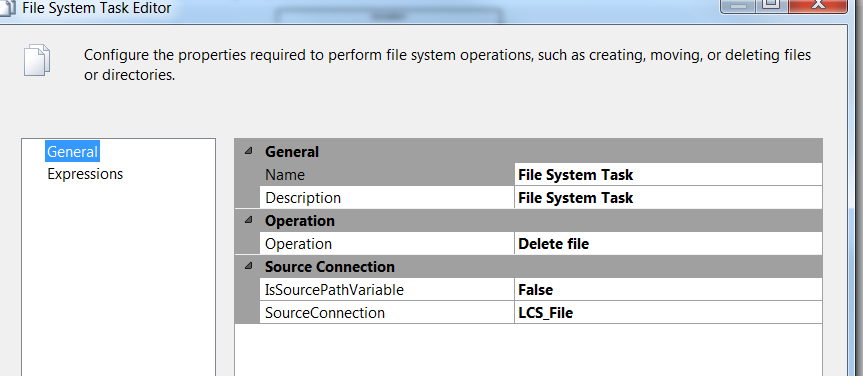 File System Task Editor
Configure the properties required to perform file system operations, such as creating, moving, or deleting files
or directories.
General
Expressions
General
Name File System Task
Description File System Task
Operation
Operation Delete file
Source Connection
IsSourcePathVariable False
SourceConnection LCS_File